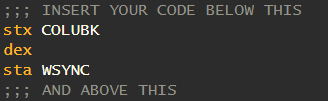 ;;; INSERT YOUR CODE BELOW THIS
stx COLUBK
dex
sta WSYNC
;;; AND ABOVE THIS